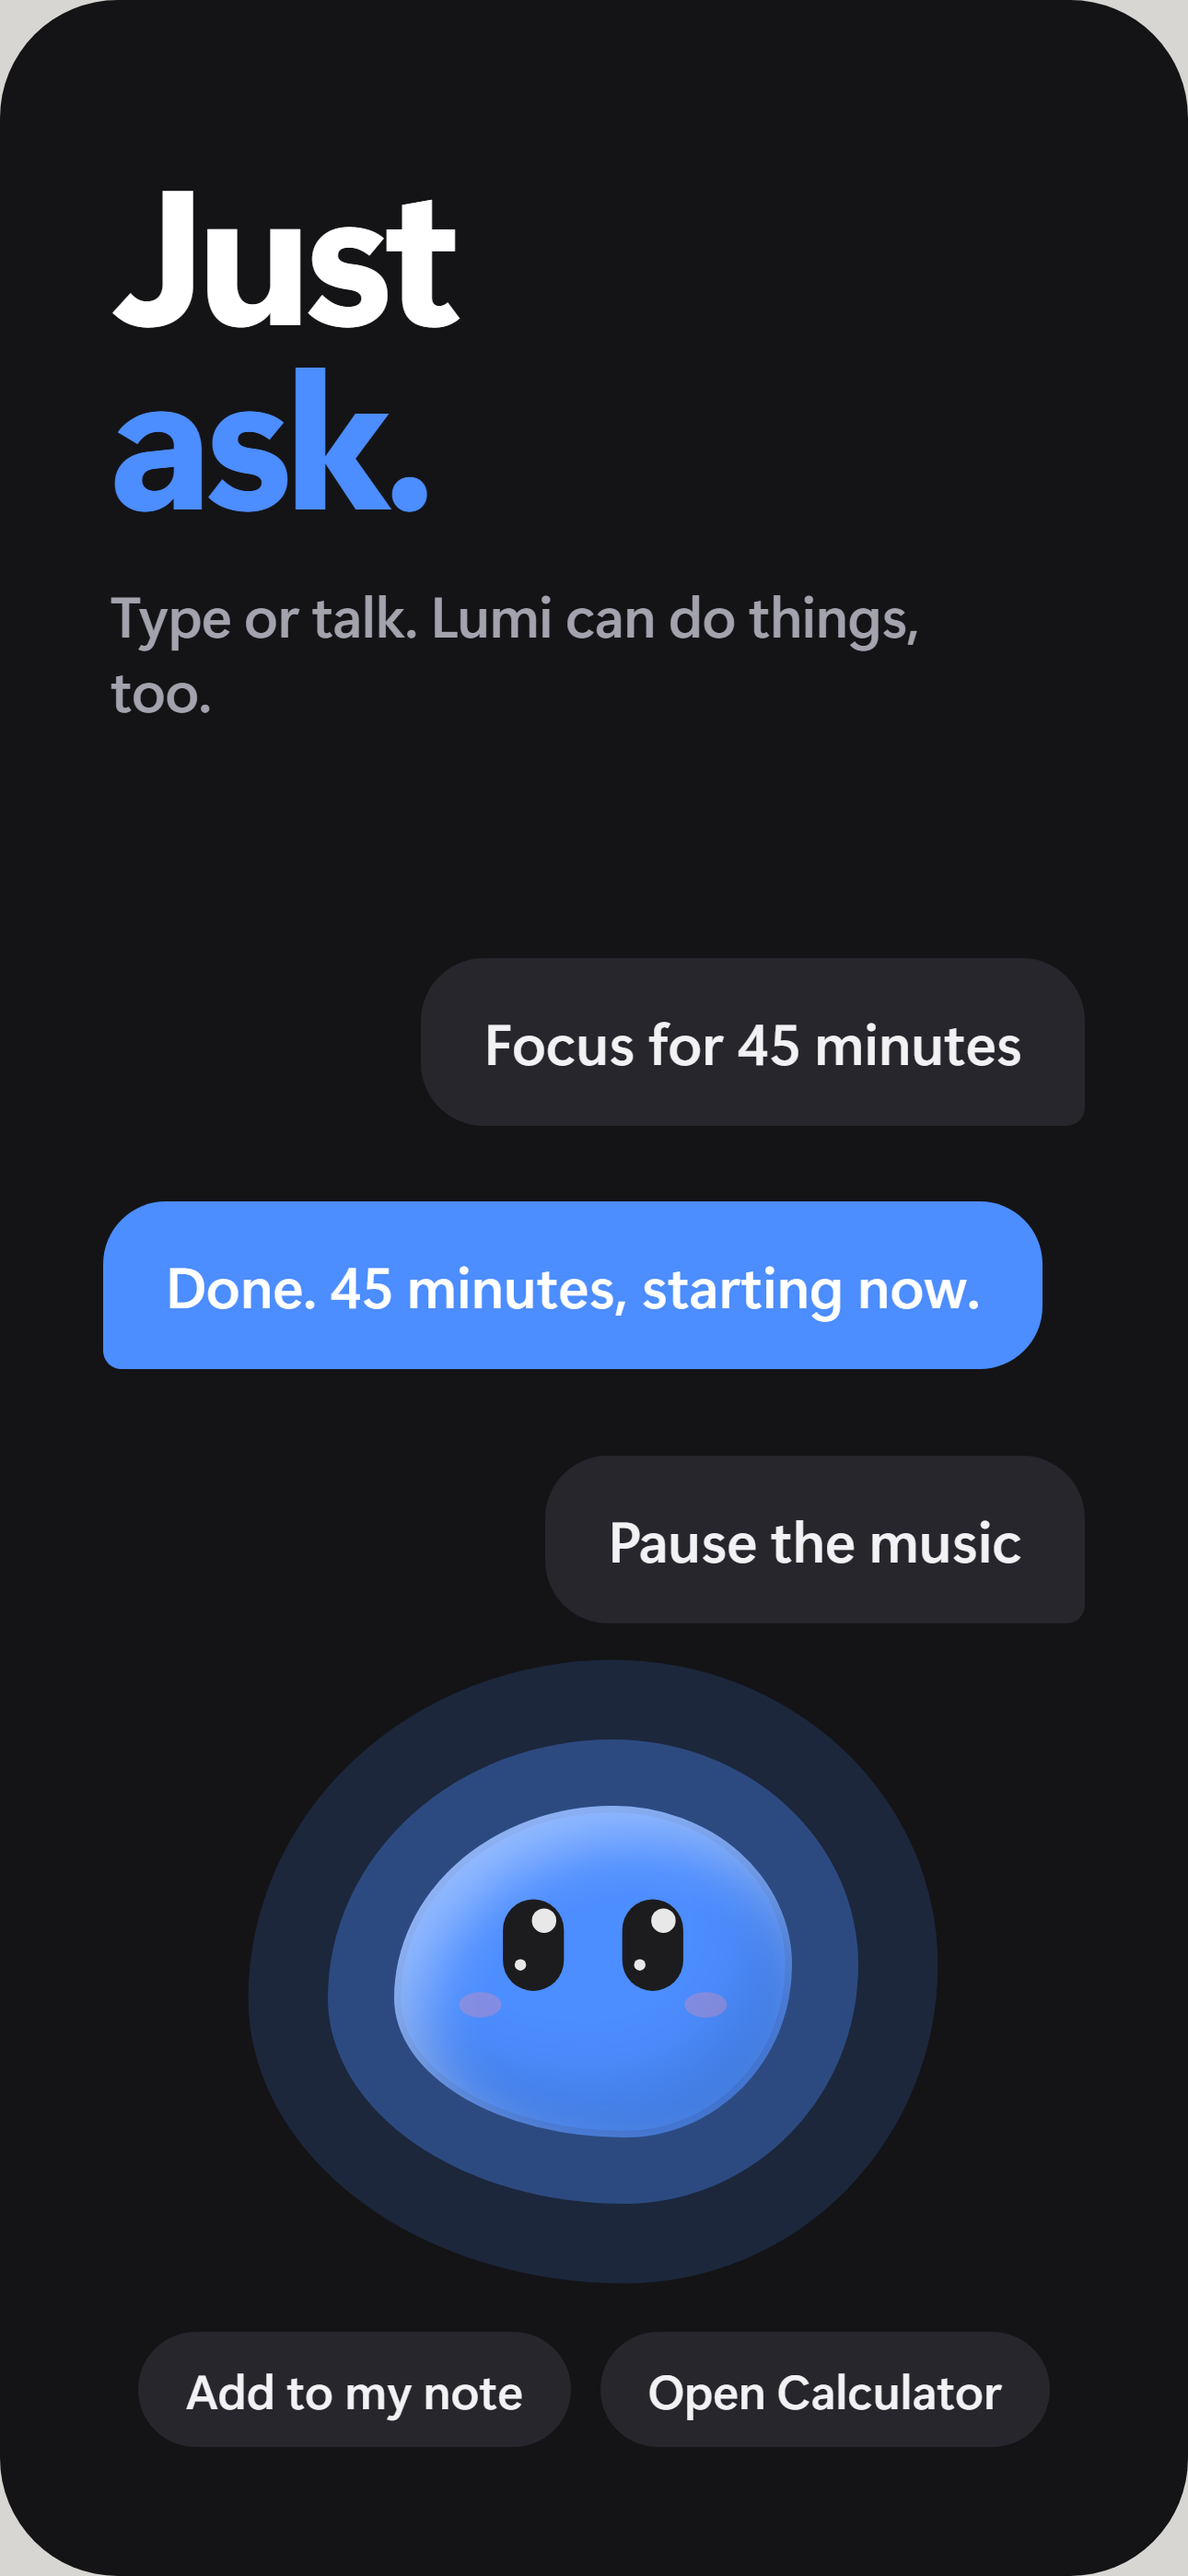 Just
ask.
Type or talk. Lumi can do things,
too.
Focus for 45 minutes
Done. 45 minutes, starting now.
Pause the music
Add to my note
Open Calculator